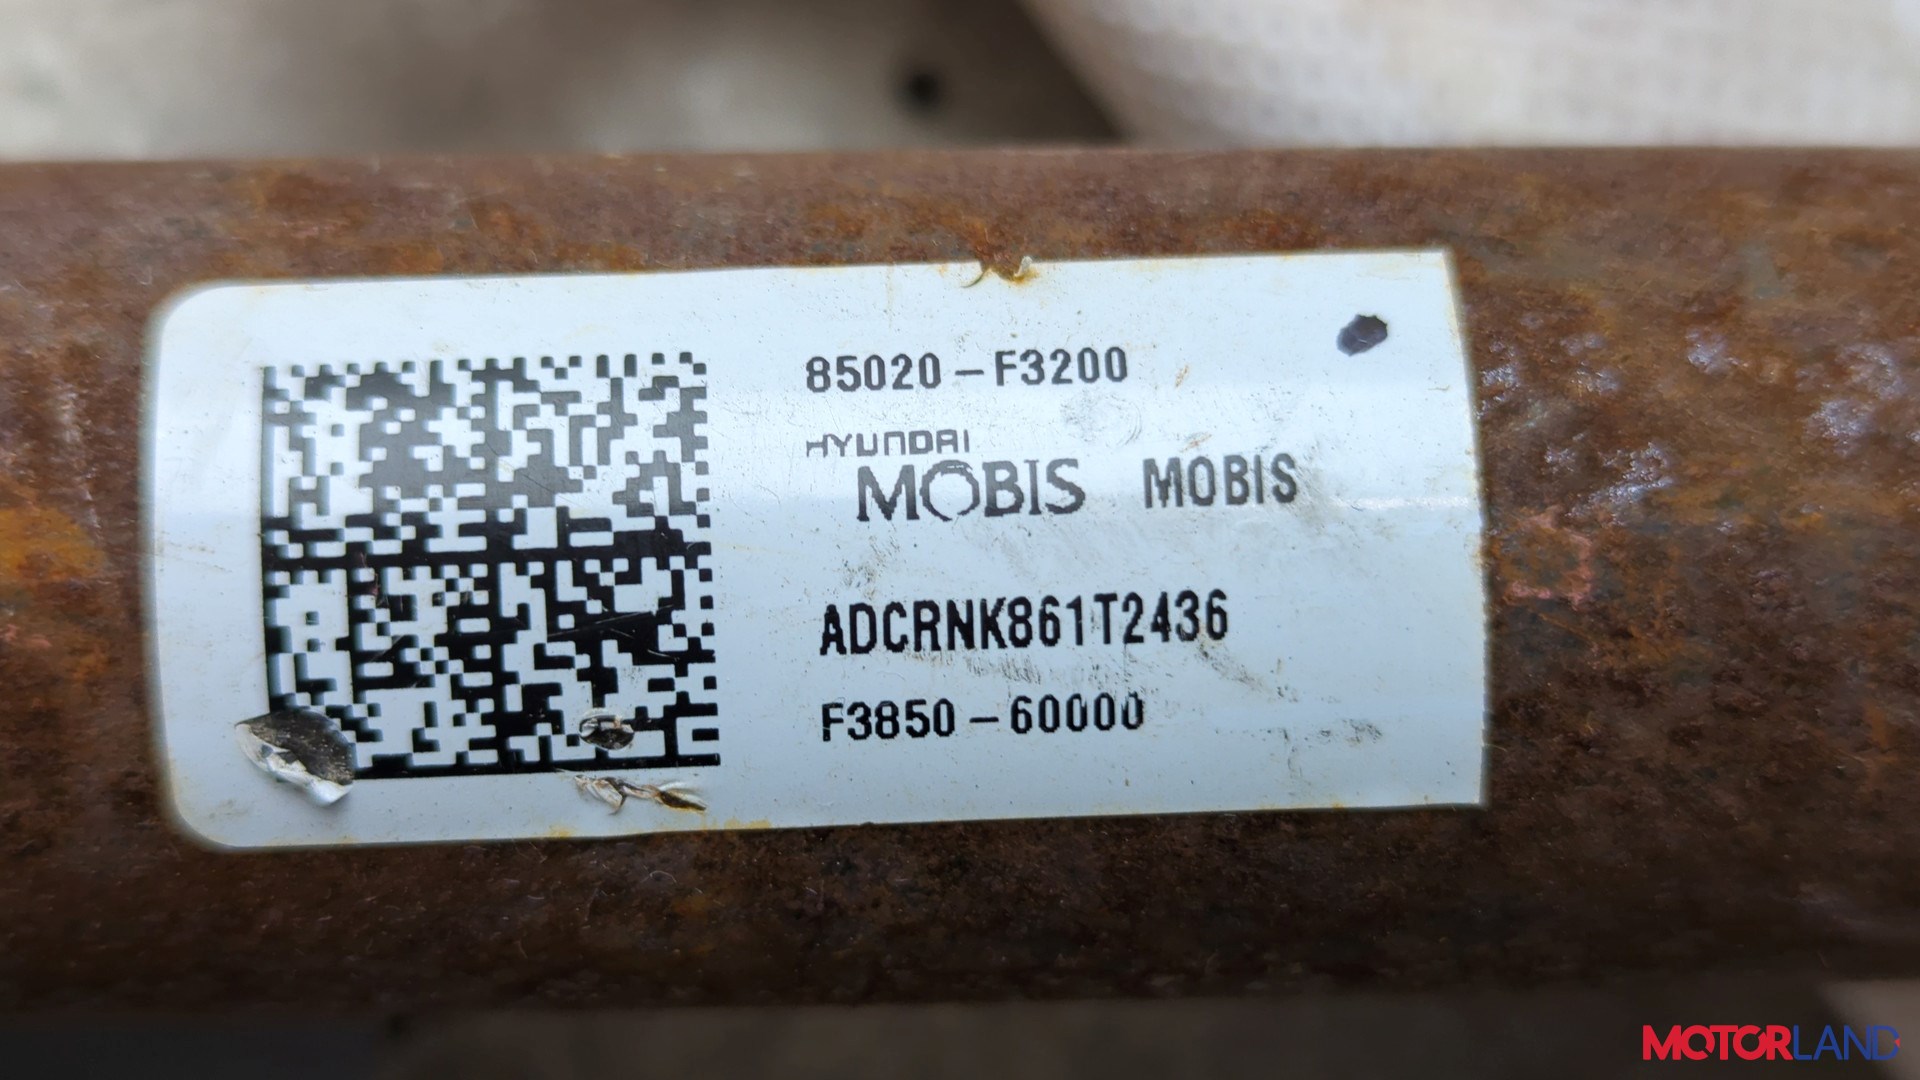 85020-F3200
HYUNDAI
MOBIS MOBIS
ADCRNK861T2436
F3850-60000
MOTORLAND